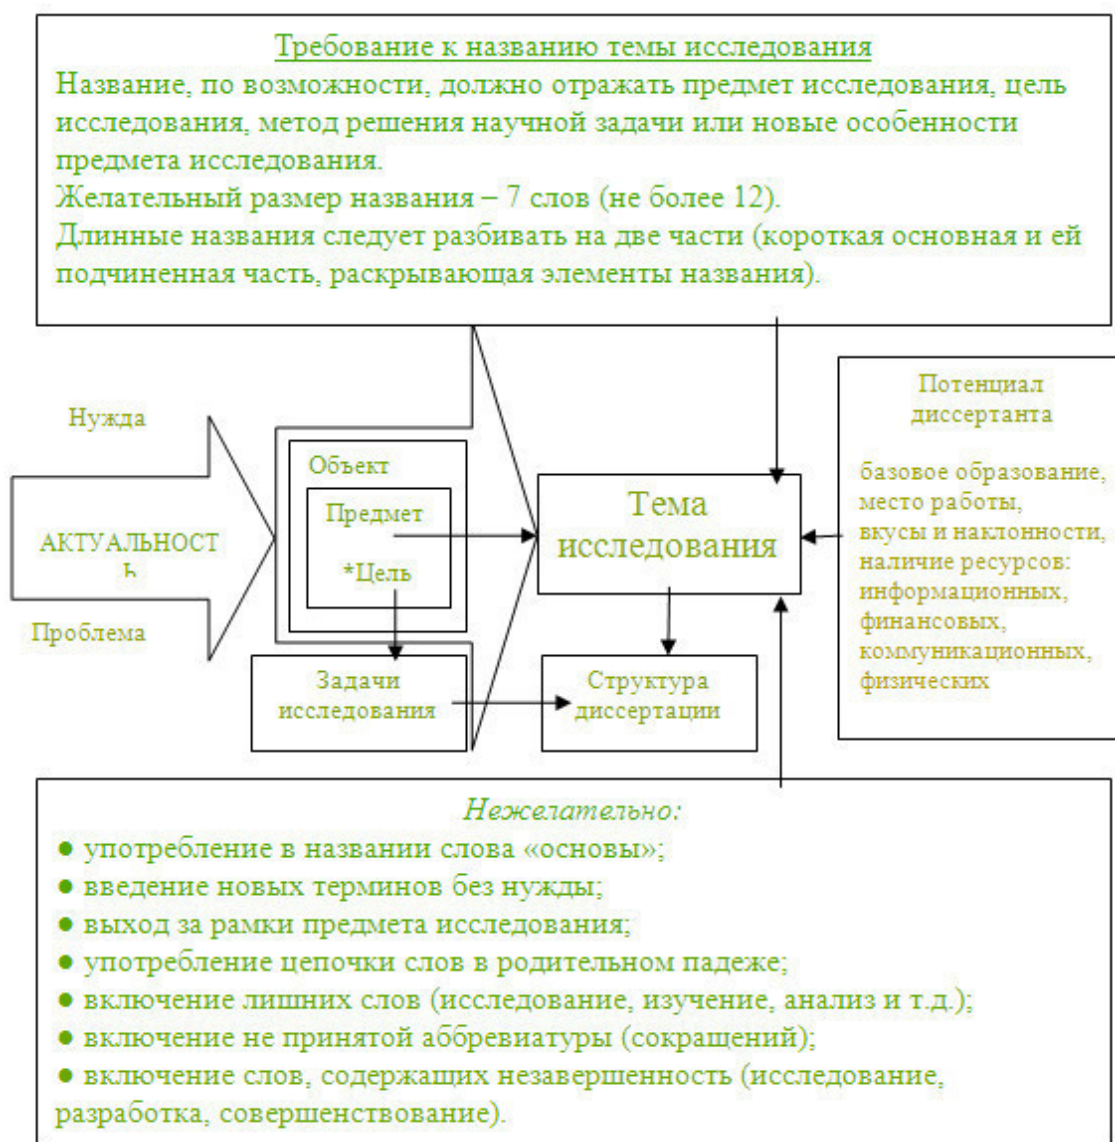 Требование к названию темы исследования
Название, по возможности, должно отражать предмет исследования, цель
исследования, метод решения научной задачи или новые особенности
предмета исследования.
Желательный размер названия – 7 слов (не более 12).
Длинные названия следует разбивать на две части (короткая основная и ей
подчиненная часть, раскрывающая элементы названия).
Нужда
АКТУАЛЬНОСТ
Ь
Проблема
Объект
Предмет
*Цель
Задачи
исследования
Тема
исследования
Структура
диссертации
Потенциал
диссертанта
базовое образование,
место работы,
вкусы и наклонности,
наличие ресурсов:
информационных,
финансовых,
коммуникационных,
физических
Нежелательно:
● употребление в названии слова «основы»;
● введение новых терминов без нужды;
● выход за рамки предмета исследования;
● употребление цепочки слов в родительном падеже;
● включение лишних слов (исследование, изучение, анализ и т.д.);
● включение не принятой аббревиатуры (сокращений);
● включение слов, содержащих незавершенность (исследование,
разработка, совершенствование).